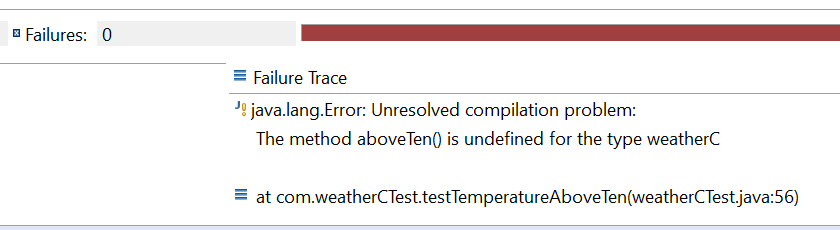 Failures: 0
Failure Trace
java.lang.Error: Unresolved compilation problem:
The method aboveTen() is undefined for the type weatherC
at com.weatherCTest.testTemperatureAboveTen(weatherCTest.java:56)